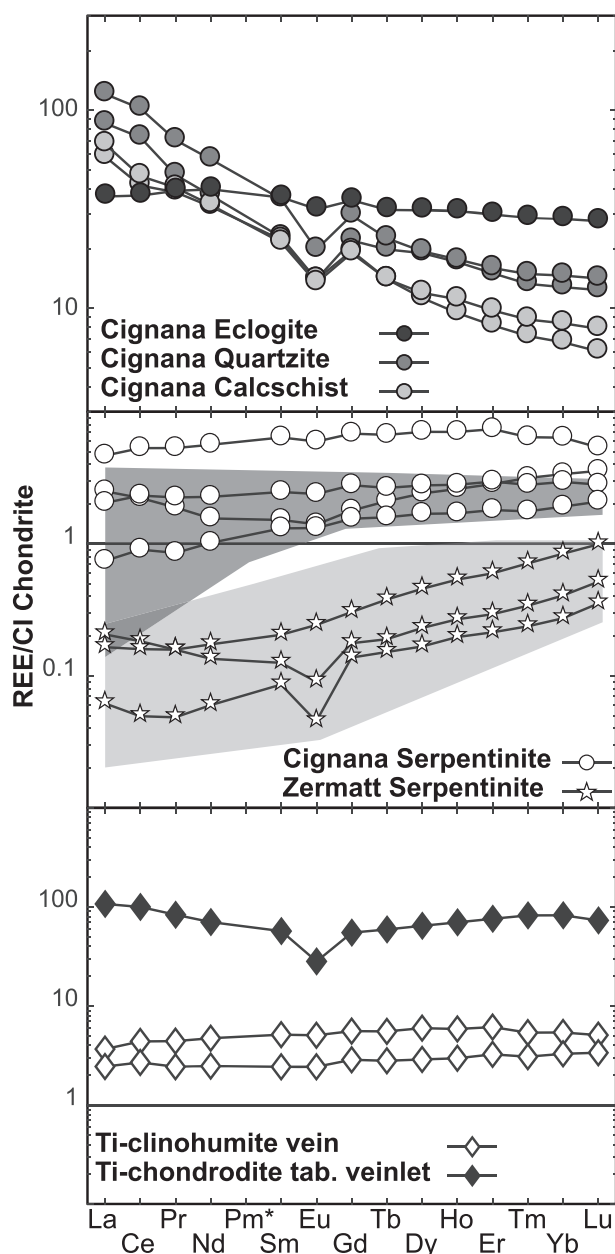 100
10
Cignana Eclogite
Cignana Quartzite
Cignana Calcschist
REE/CI Chondrite
1
0.1
Cignana Serpentinite
Zermatt Serpentinite
100
10
1
Ti-clinohumite vein
Ti-chondrodite tab. veinlet
La Pr Pm* Eu Tb Ho Tm Lu
Ce Nd Sm Gd Dy Er Yb